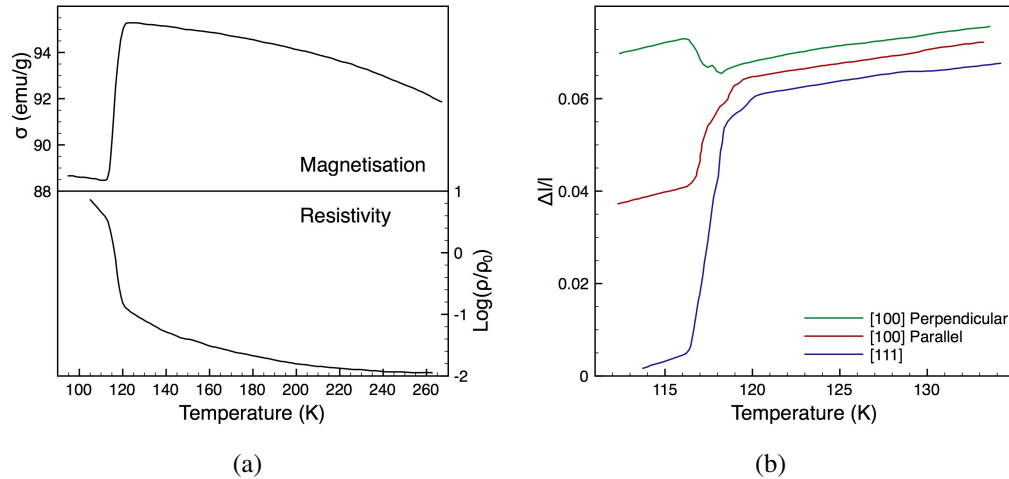 σ (emu/g)
94
92
90
88
Magnetisation
Resistivity
1
0
-1
-2
Log(ρ/ρ0)
100 120 140 160 180 200 220 240 260
Temperature (K)
(a)
Δl/l
0.06
0.04
0.02
0
[100] Perpendicular
[100] Parallel
[111]
115 120 125 130
Temperature (K)
(b)